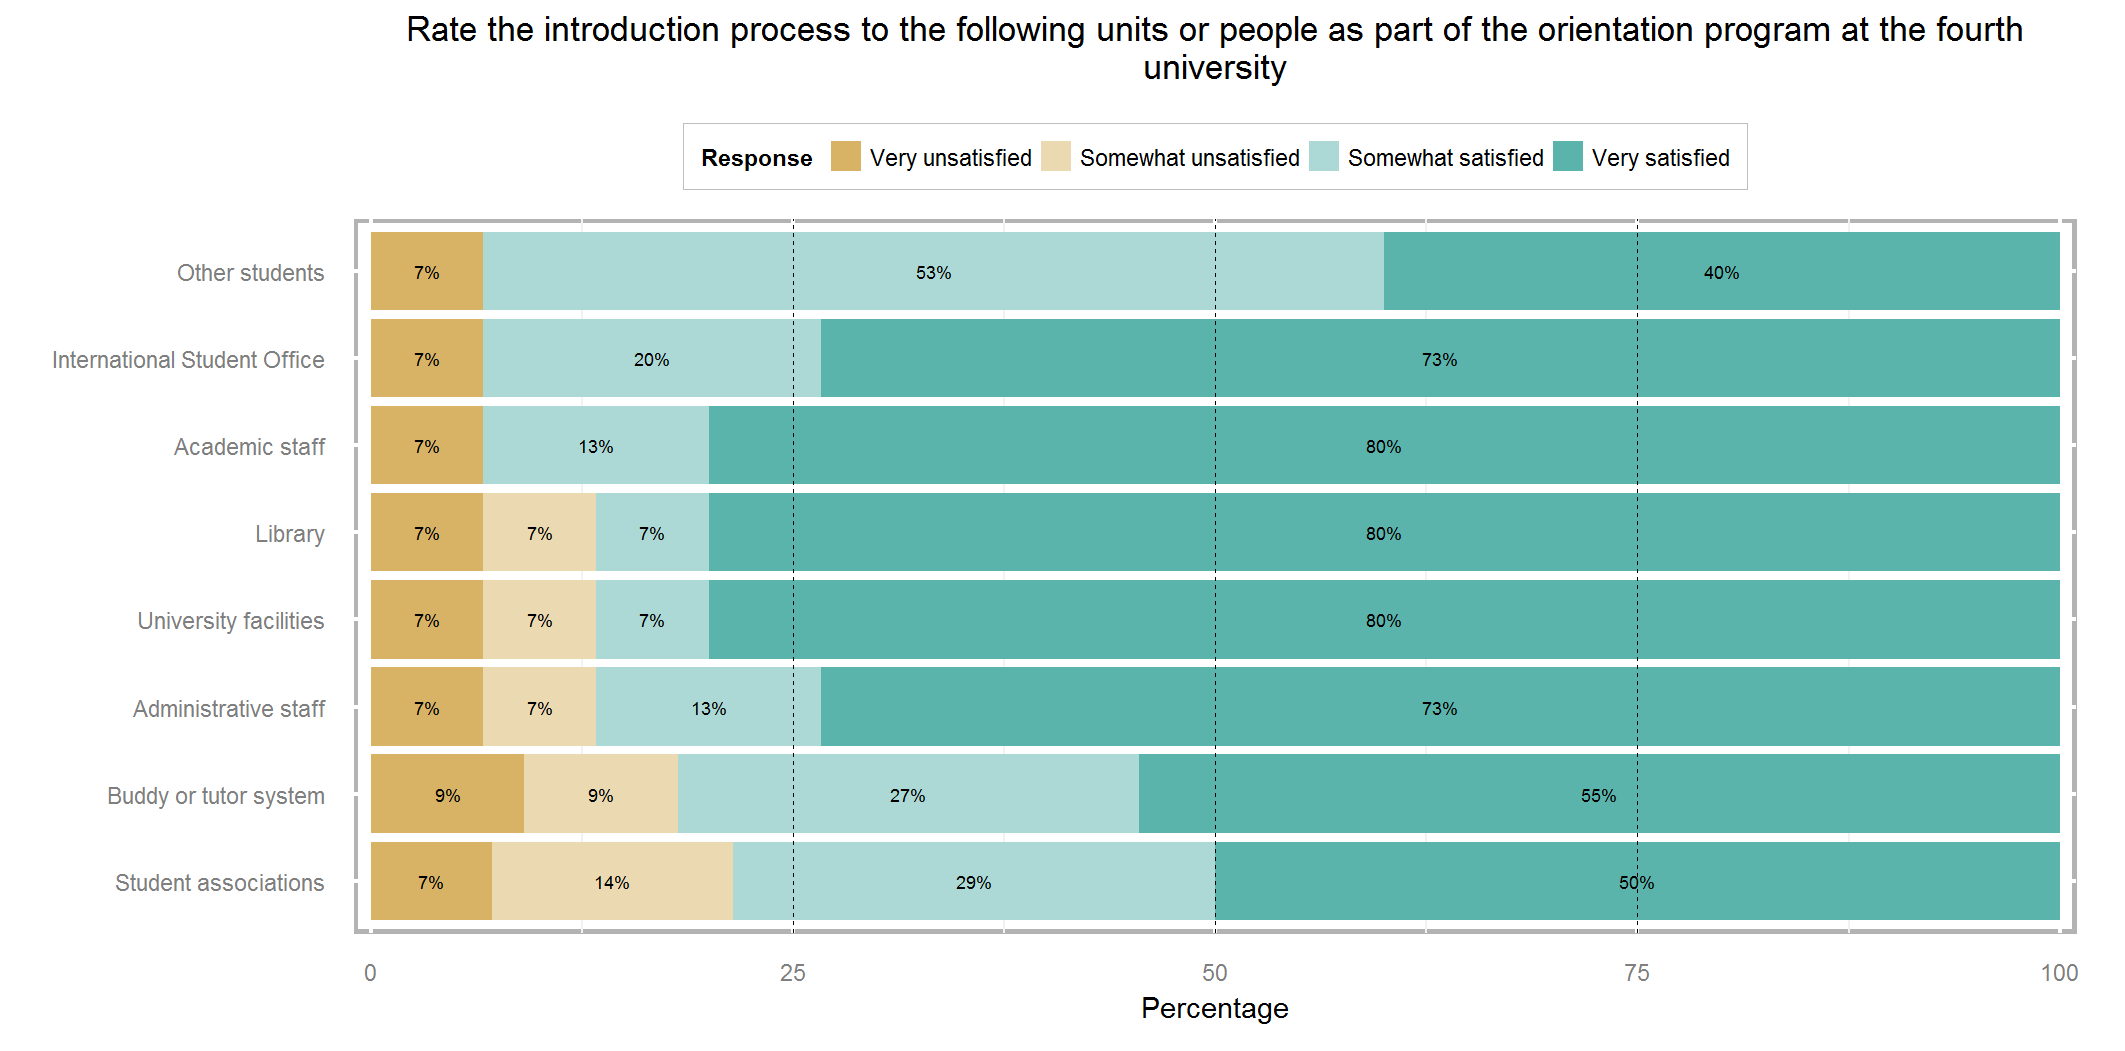 Rate the introduction process to the following units or people as part of the orientation program at the fourth
university
Response Very unsatisfied Somewhat unsatisfied Somewhat satisfied Very satisfied
Other students 7% 53% 40%
International Student Office 7% 20% 73%
Academic staff 7% 13% 80%
Library 7% 7% 7% 80%
University facilities 7% 7% 7% 80%
Administrative staff 7% 7% 13% 73%
Buddy or tutor system 9% 9% 27% 55%
Student associations 7% 14% 29% 50%
0 25 50 75 100
Percentage